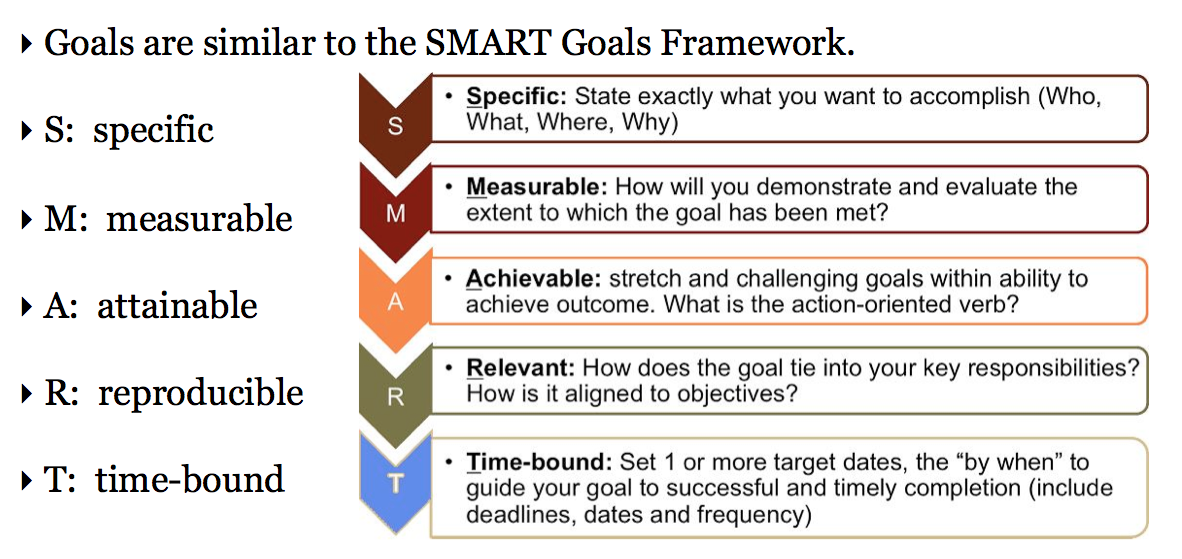 ‣ Goals are similar to the SMART Goals Framework.
‣ S: specific
‣ M: measurable
‣ A: attainable
‣ R: reproducible
‣ T: time-bound
S
• Specific: State exactly what you want to accomplish (Who,
What, Where, Why)
M
• Measurable: How will you demonstrate and evaluate the
extent to which the goal has been met?
A
• Achievable: stretch and challenging goals within ability to
achieve outcome. What is the action-oriented verb?
R
• Relevant: How does the goal tie into your key responsibilities?
How is it aligned to objectives?
T
• Time-bound: Set 1 or more target dates, the “by when” to
guide your goal to successful and timely completion (include
deadlines, dates and frequency)